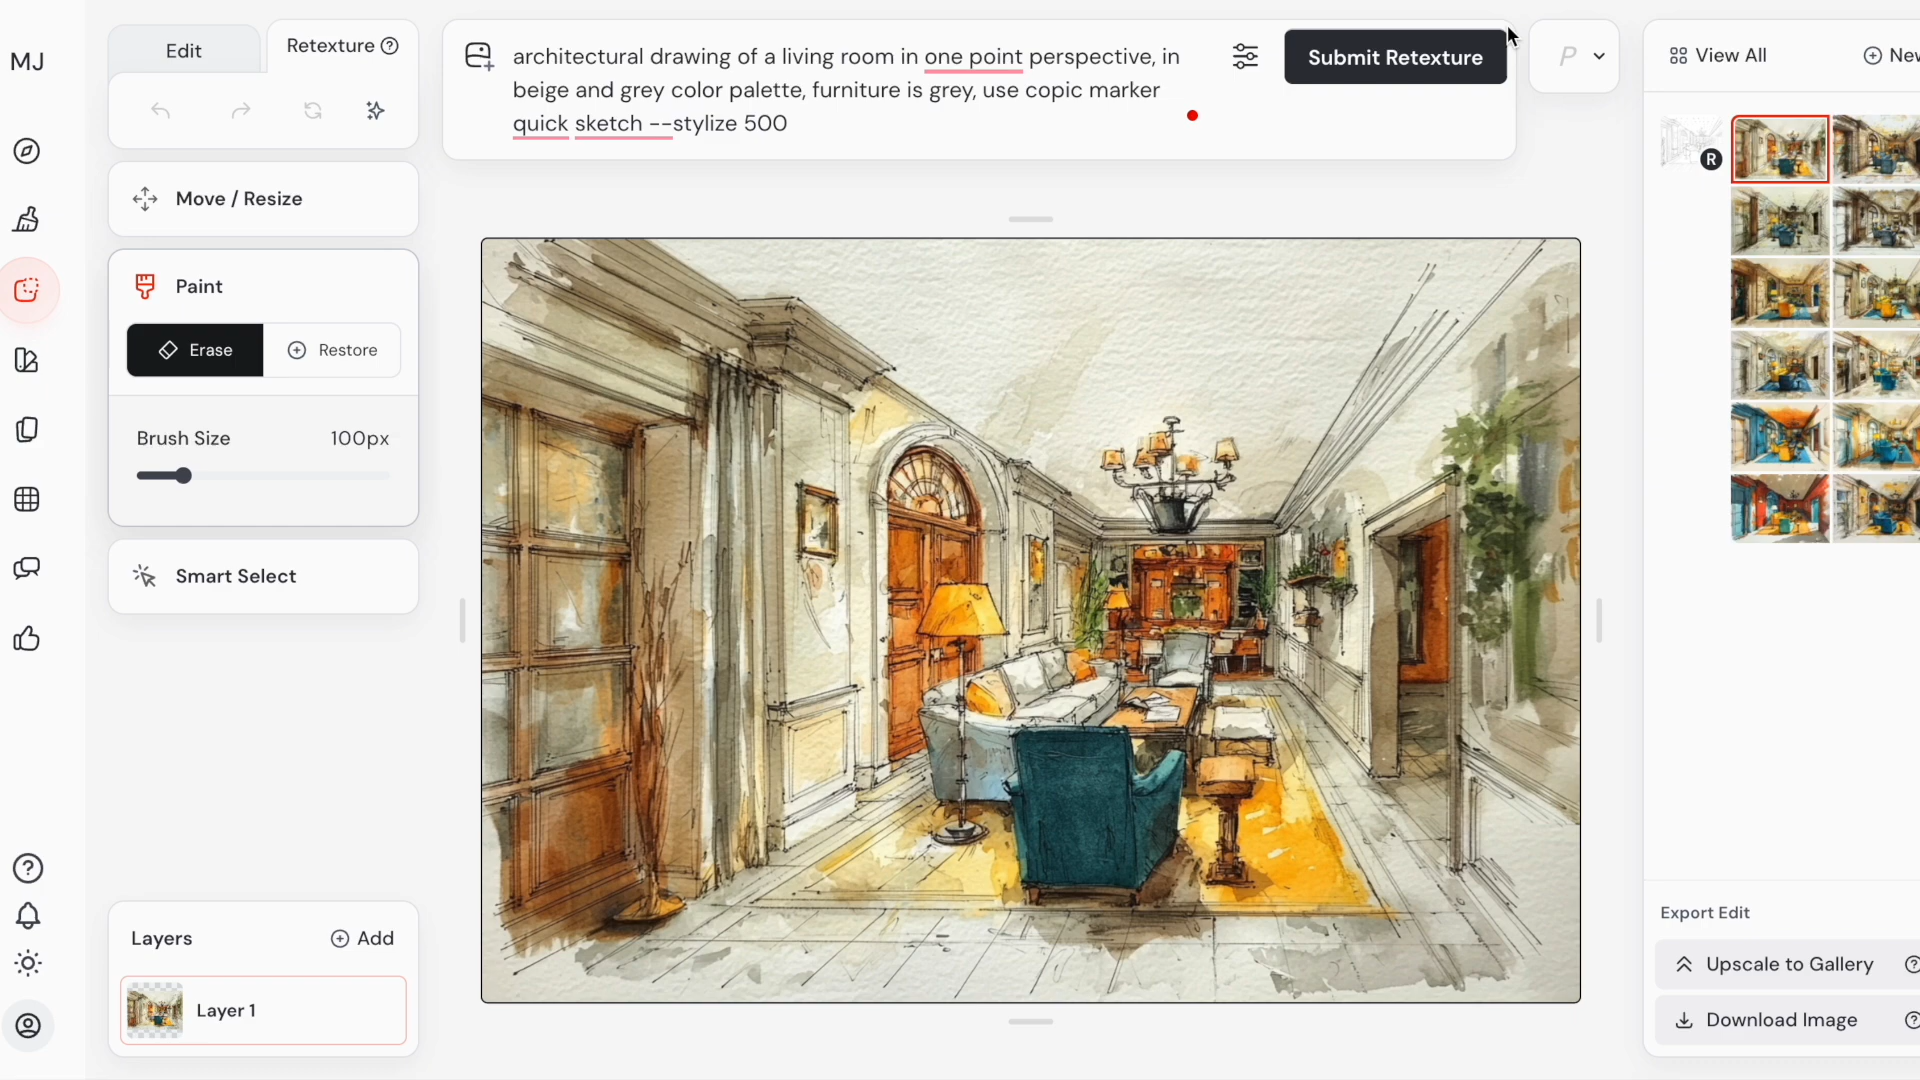 MJ
Edit
Retexture
architectural drawing of a living room in one point perspective, in
beige and grey color palette, furniture is grey, use copic marker
quick sketch --stylize 500
Submit Retexture
P
View All
New
R
Move / Resize
Paint
Erase
Restore
Brush Size
100px
Smart Select
Layers
Add
Layer 1
Export Edit
Upscale to Gallery
Download Image